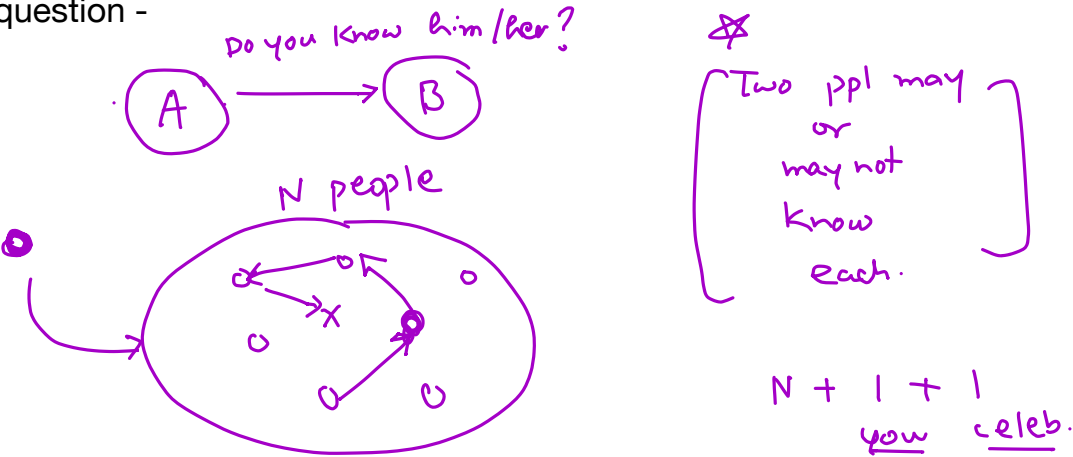 question -
Do you know him/her?
A
B
N people
x
Two ppl may
or
may not
know
each.
N + 1 + 1
you celeb.